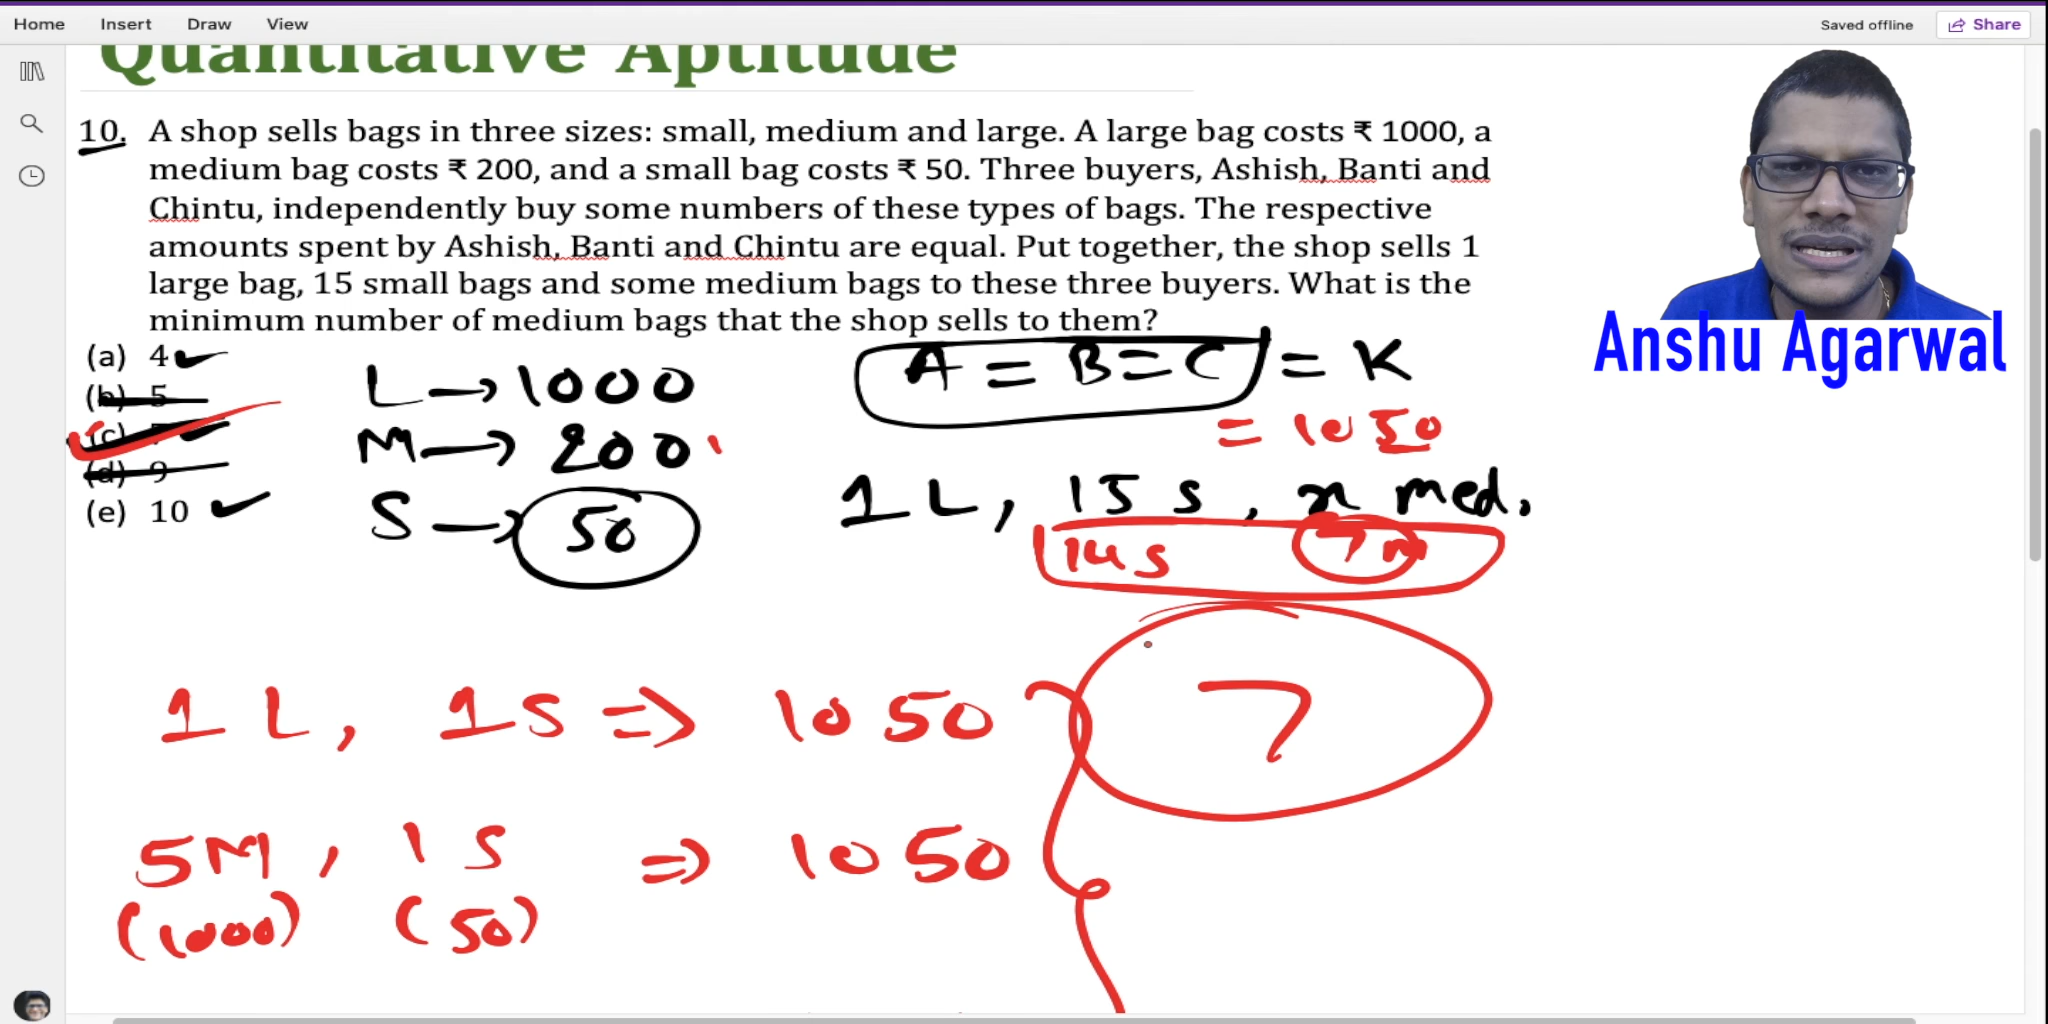 Home Insert Draw View Saved offline Share
Quantitative Aptitude
10. A shop sells bags in three sizes: small, medium and large. A large bag costs ₹ 1000, a
medium bag costs ₹ 200, and a small bag costs ₹ 50. Three buyers, Ashish, Banti and
Chintu, independently buy some numbers of these types of bags. The respective
amounts spent by Ashish, Banti and Chintu are equal. Put together, the shop sells 1
large bag, 15 small bags and some medium bags to these three buyers. What is the
minimum number of medium bags that the shop sells to them?
Anshu Agarwal
(a) 4
(b) 5
(c) 7
(d) 9
(e) 10
L → 1000
M → 200
S → 50
A = B = C = K
= 1050
1 L, 15 s, x med.
14 s 7 m
7
1 L, 1 S ⇒ 1050
5 M, 1 S ⇒ 1050
(1000) (50)